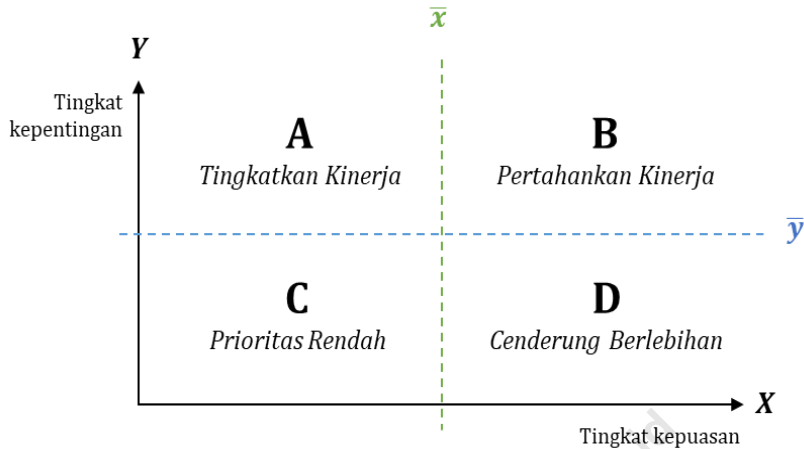 x̅
Y
Tingkat
kepentingan
A
Tingkatkan Kinerja
B
Pertahankan Kinerja
y̅
C
Prioritas Rendah
D
Cenderung Berlebihan
X
Tingkat kepuasan